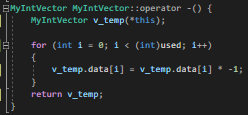 MyIntVector MyIntVector::operator -() {
MyIntVector v_temp(*this);
for (int i = 0; i < (int)used; i++)
{
v_temp.data[i] = v_temp.data[i] * -1;
}
return v_temp;
}